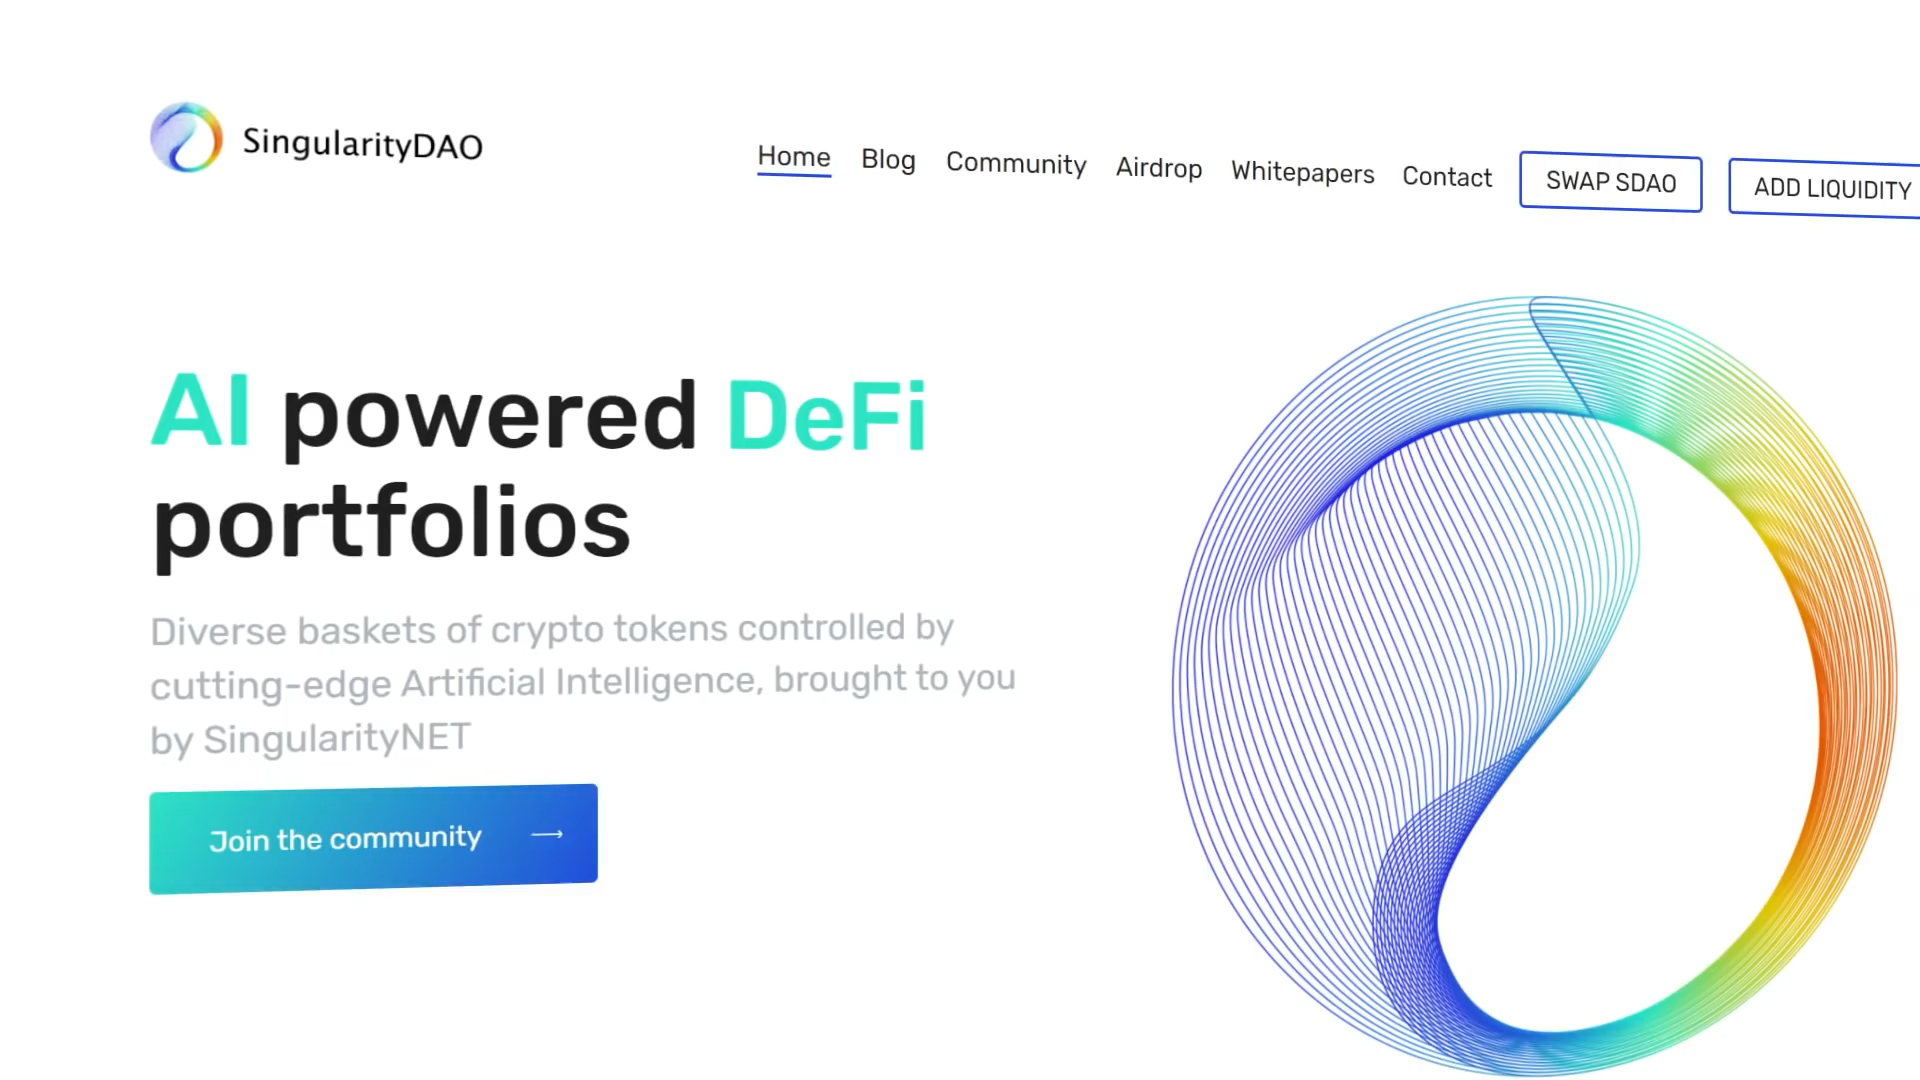 SingularityDAO
Home Blog Community Airdrop Whitepapers Contact SWAP SDAO ADD LIQUIDITY
AI powered DeFi
portfolios
Diverse baskets of crypto tokens controlled by
cutting-edge Artificial Intelligence, brought to you
by SingularityNET
Join the community